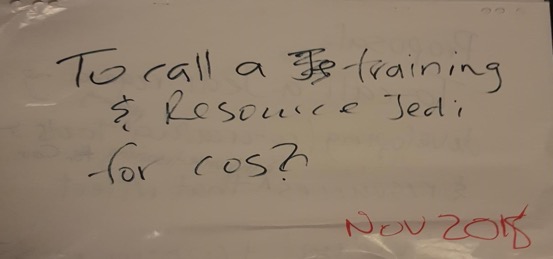 To call a training
& Resource Jedi
for cos?
Nov 2018